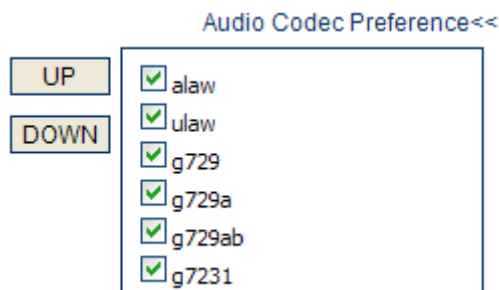 Audio Codec Preference<<
UP
DOWN
alaw
ulaw
g729
g729a
g729ab
g7231